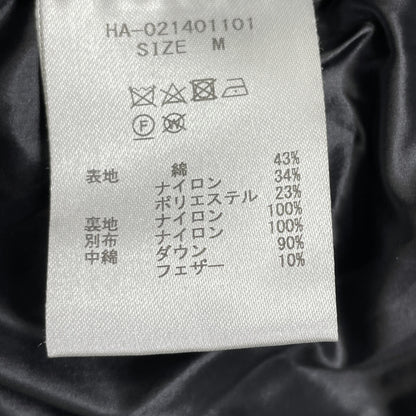 HA-021401101
SIZE M
F W
表地 綿 43%
ナイロン 34%
ポリエステル 23%
裏地 ナイロン 100%
別布 ナイロン 100%
中綿 ダウン 90%
フェザー 10%